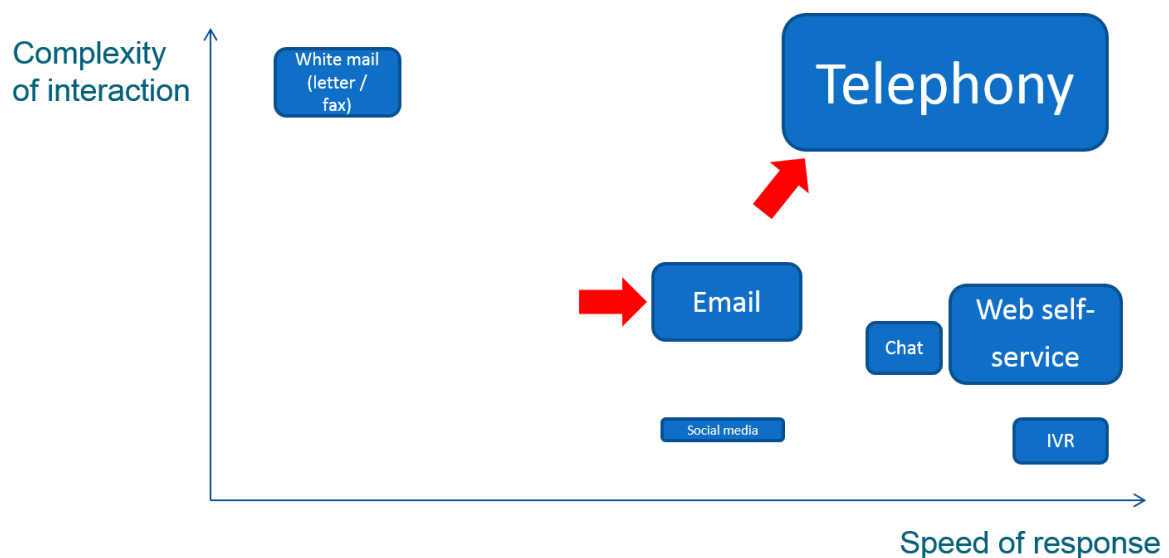 Complexity
of interaction
White mail
(letter /
fax)
Telephony
Email
Web self-
service
Chat
Social media
IVR
Speed of response